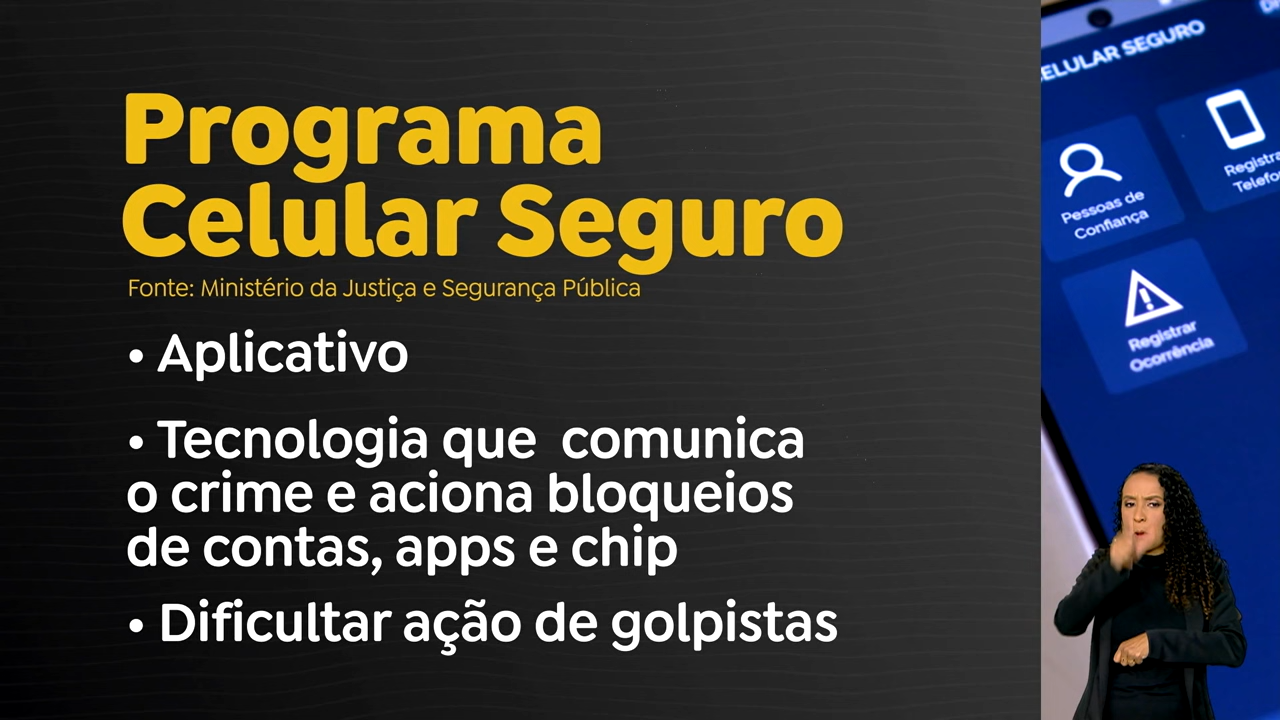 Programa
Celular Seguro
Fonte: Ministério da Justiça e Segurança Pública
• Aplicativo
• Tecnologia que comunica
o crime e aciona bloqueios
de contas, apps e chip
• Dificultar ação de golpistas
SEGURO
Pessoas de
Confiança
Registrar
Ocorrência